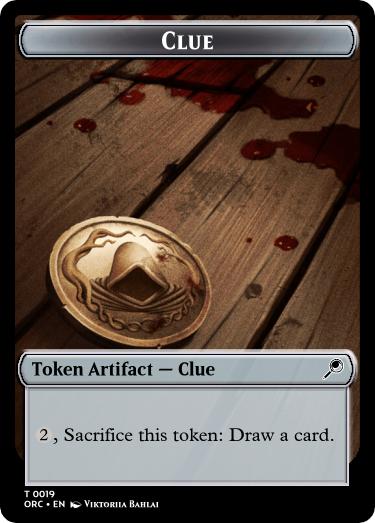 Clue
Token Artifact — Clue
2, Sacrifice this token: Draw a card.
T 0019
ORC • EN Viktoriia Bahlai